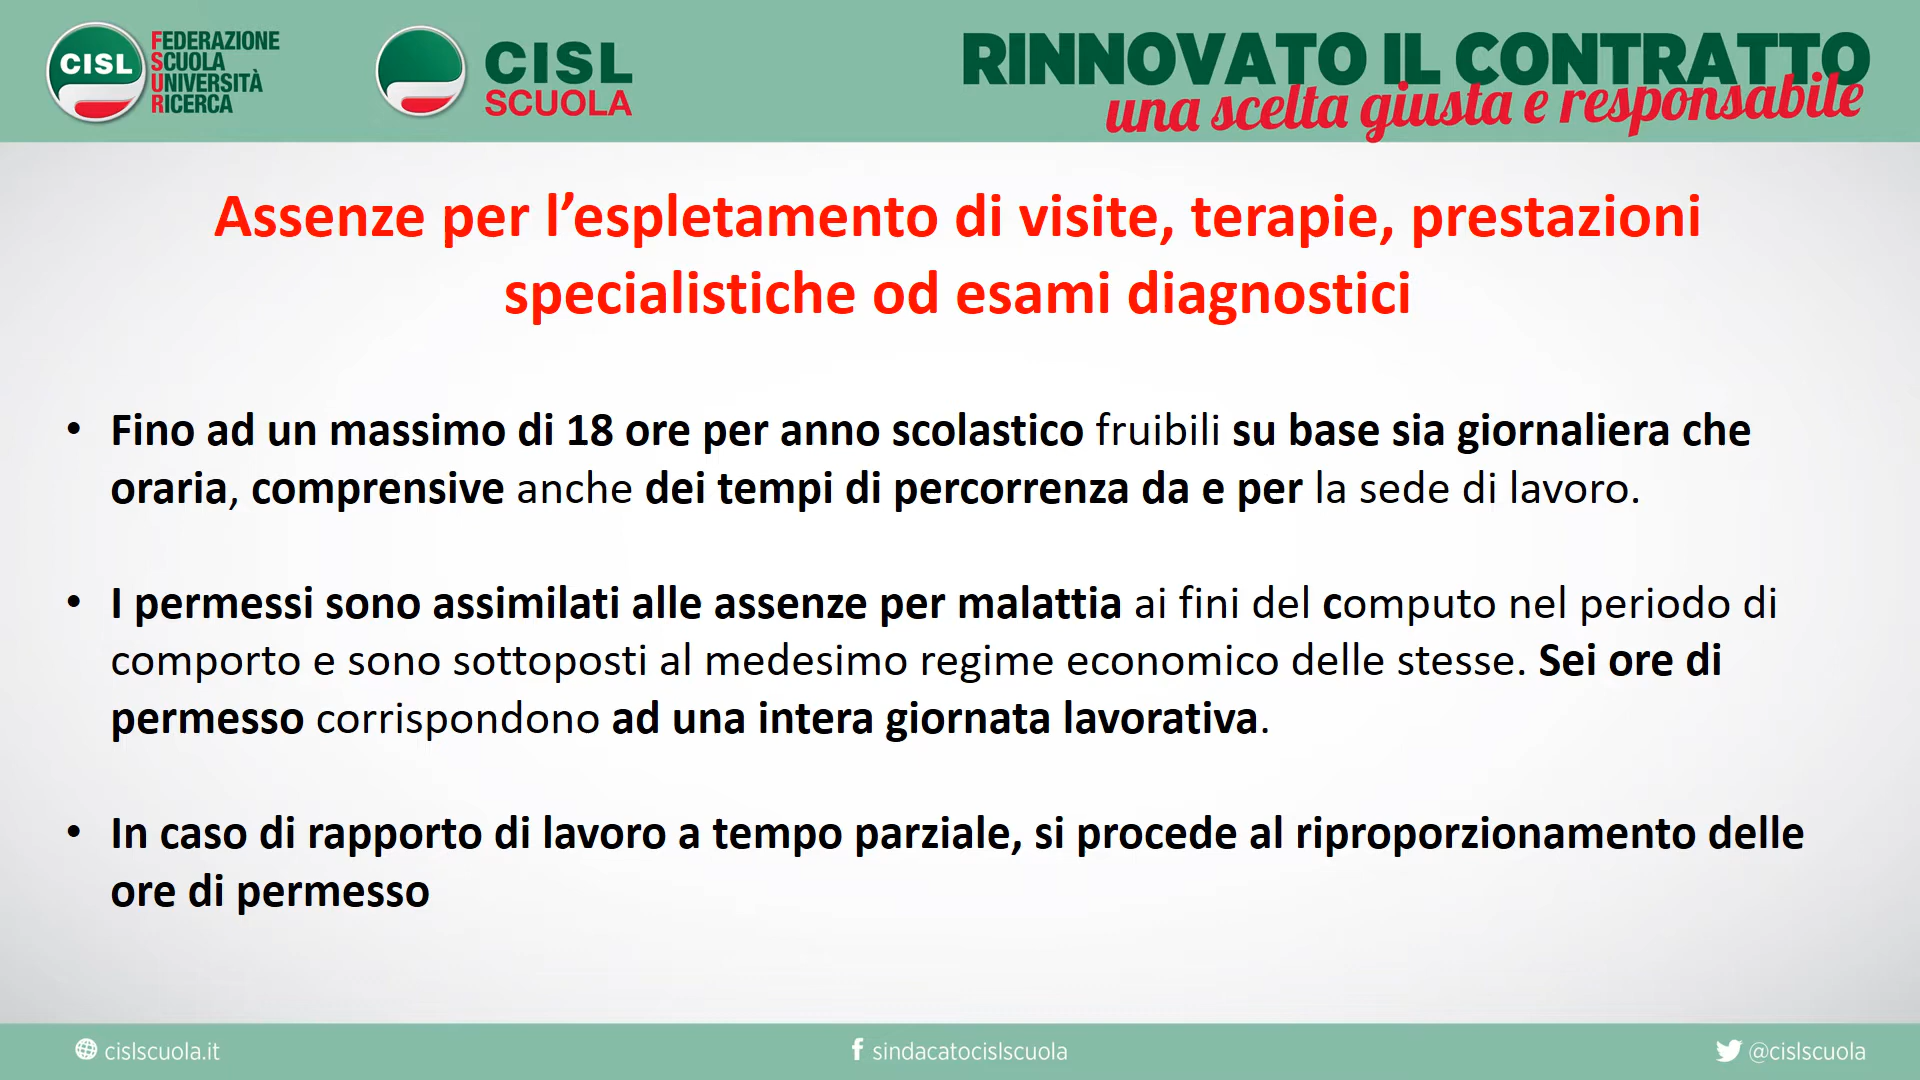 CISL
FEDERAZIONE
SCUOLA
UNIVERSITÀ
RICERCA
CISL
SCUOLA
RINNOVATO IL CONTRATTO
una scelta giusta e responsabile
Assenze per l’espletamento di visite, terapie, prestazioni
specialistiche od esami diagnostici
• Fino ad un massimo di 18 ore per anno scolastico fruibili su base sia giornaliera che
oraria, comprensive anche dei tempi di percorrenza da e per la sede di lavoro.
• I permessi sono assimilati alle assenze per malattia ai fini del computo nel periodo di
comporto e sono sottoposti al medesimo regime economico delle stesse. Sei ore di
permesso corrispondono ad una intera giornata lavorativa.
• In caso di rapporto di lavoro a tempo parziale, si procede al riproporzionamento delle
ore di permesso
cislscuola.it
sindacatocislscuola
@cislscuola